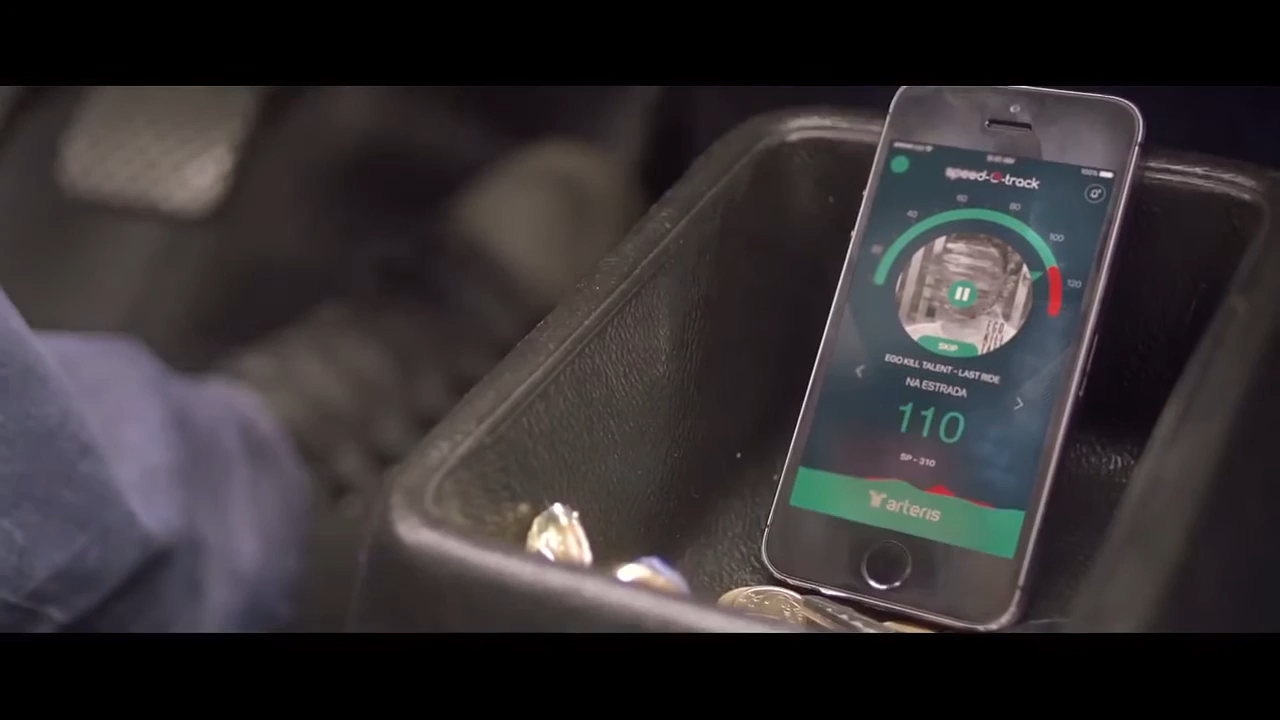 100%
speed-o-track
40
60
80
100
120
SKIP
EGO KILL TALENT - LAST RIDE
NA ESTRADA
110
SP - 310
arteris